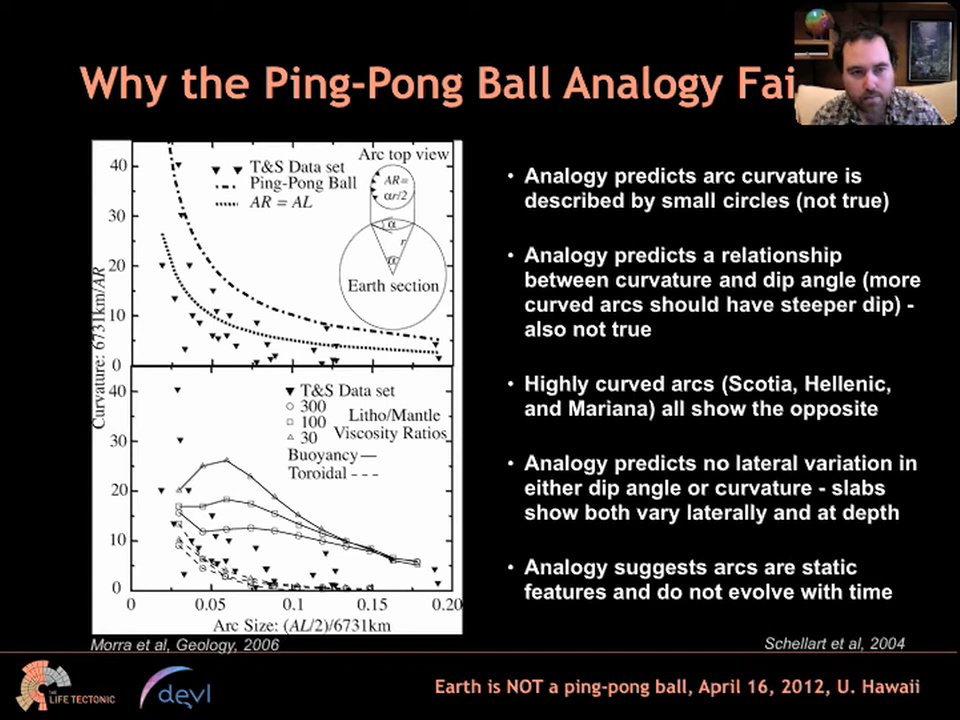 Why the Ping-Pong Ball Analogy Fai
40
30
20
10
0
Curvature: 6731km/AR
T&S Data set
Ping-Pong Ball
AR = AL
Arc top view
AR=
αr/2
α
r
α
Earth section
40
30
20
10
0
T&S Data set
300
100
30
Litho/Mantle
Viscosity Ratios
Buoyancy
Toroidal
0
0.05
0.1
0.15
0.20
Arc Size: (AL/2)/6731km
Morra et al, Geology, 2006
• Analogy predicts arc curvature is
described by small circles (not true)
• Analogy predicts a relationship
between curvature and dip angle (more
curved arcs should have steeper dip) -
also not true
• Highly curved arcs (Scotia, Hellenic,
and Mariana) all show the opposite
• Analogy predicts no lateral variation in
either dip angle or curvature - slabs
show both vary laterally and at depth
• Analogy suggests arcs are static
features and do not evolve with time
Schellart et al, 2004
THE
LIFE TECTONIC
devl
Earth is NOT a ping-pong ball, April 16, 2012, U. Hawaii